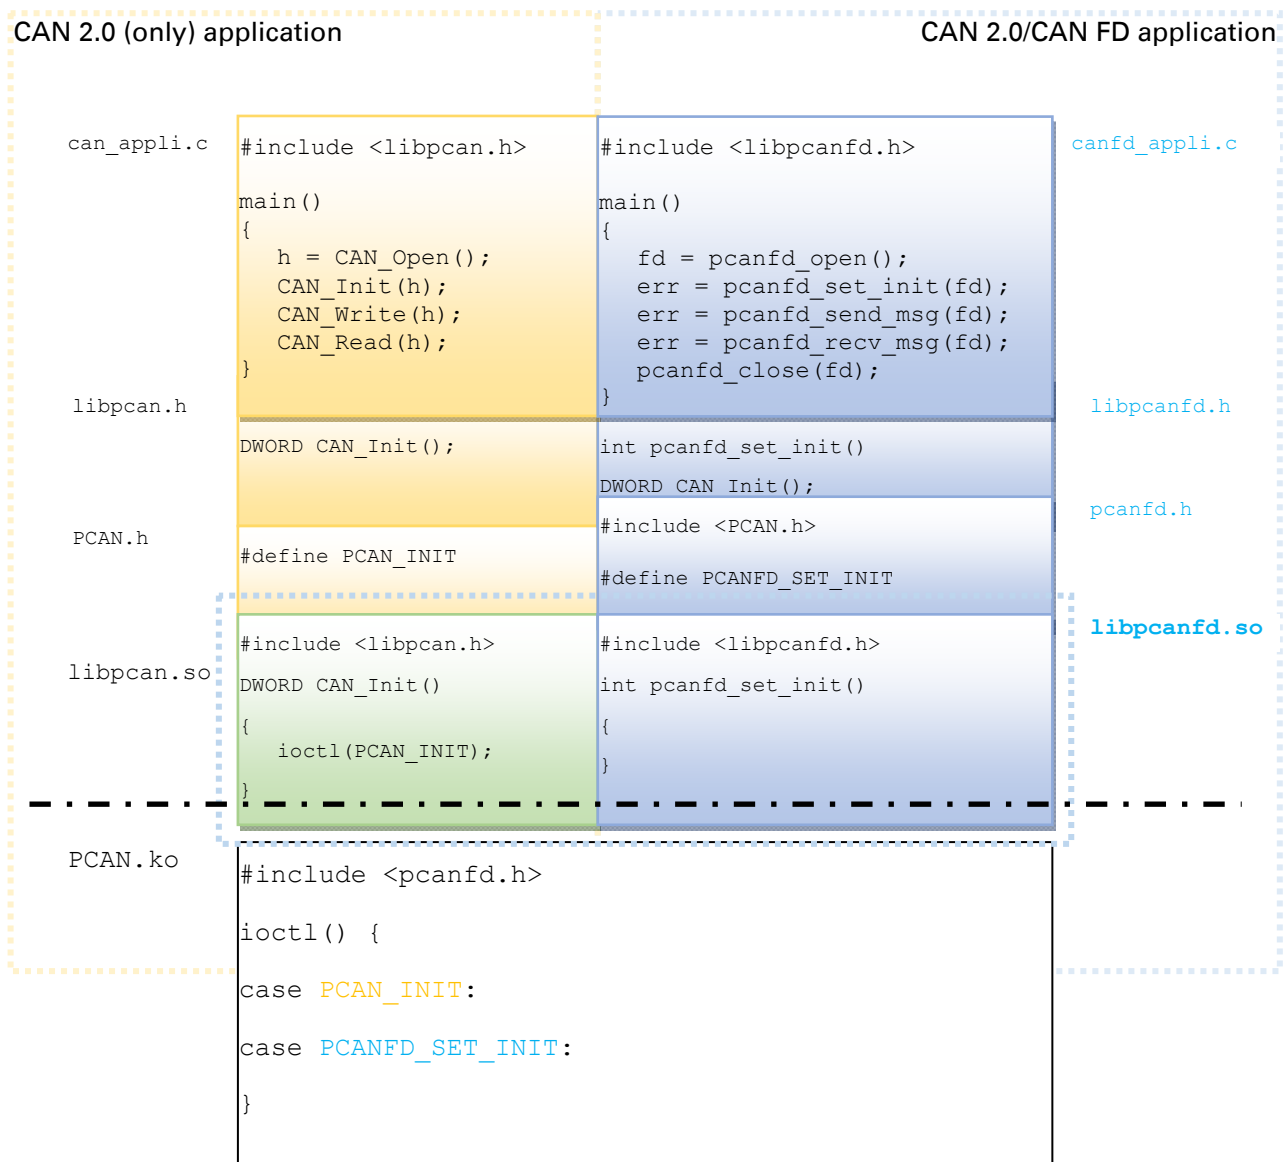 CAN 2.0 (only) application
CAN 2.0/CAN FD application
can_appli.c
#include <libpcan.h>
main()
{
h = CAN_Open();
CAN_Init(h);
CAN_Write(h);
CAN_Read(h);
}
#include <libpcanfd.h>
main()
{
fd = pcanfd_open();
err = pcanfd_set_init(fd);
err = pcanfd_send_msg(fd);
err = pcanfd_recv_msg(fd);
pcanfd_close(fd);
}
canfd_appli.c
libpcan.h
DWORD CAN_Init();
int pcanfd_set_init()
DWORD CAN_Init();
libpcanfd.h
PCAN.h
#define PCAN_INIT
#include <PCAN.h>
#define PCANFD_SET_INIT
pcanfd.h
libpcan.so
#include <libpcan.h>
DWORD CAN_Init()
{
ioctl(PCAN_INIT);
}
#include <libpcanfd.h>
int pcanfd_set_init()
{
}
libpcanfd.so
PCAN.ko
#include <pcanfd.h>
ioctl() {
case PCAN_INIT:
case PCANFD_SET_INIT:
}